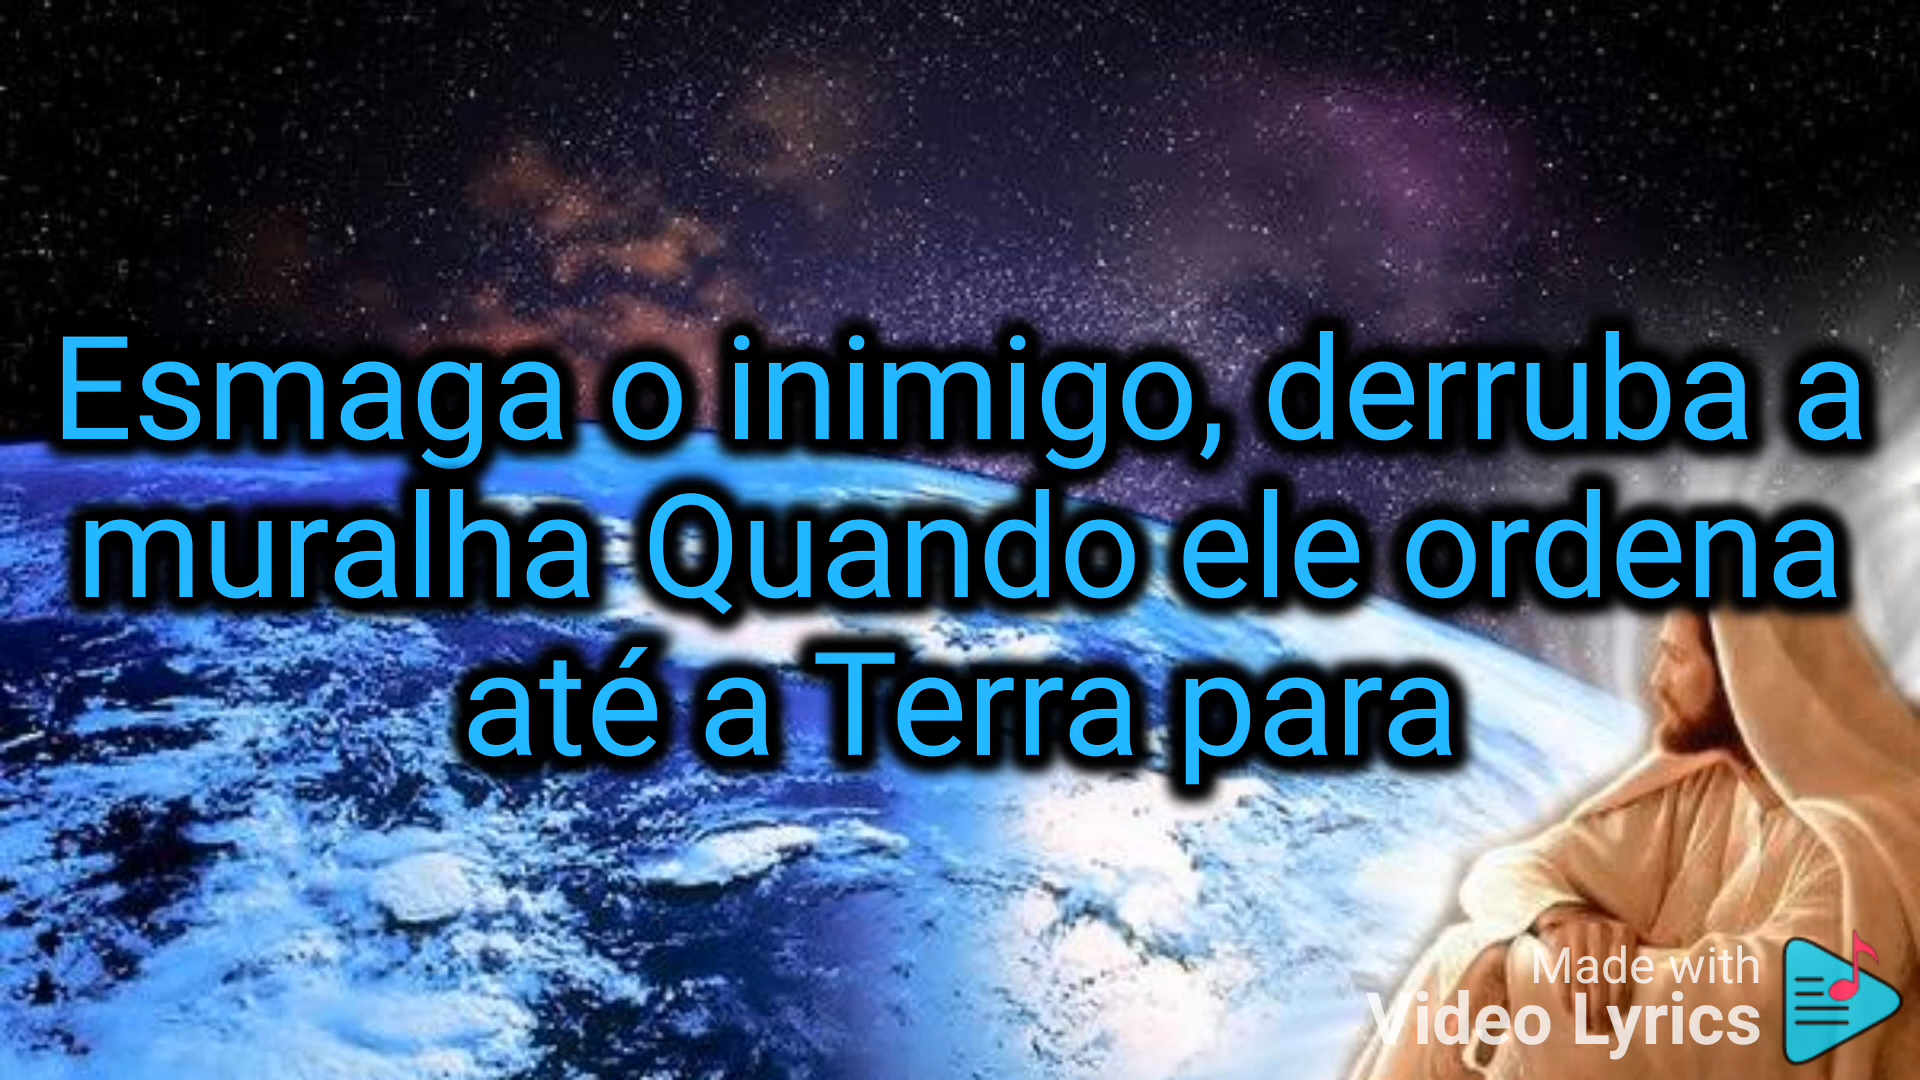 Esmaga o inimigo, derruba a
muralha Quando ele ordena
até a Terra para
Made with
Video Lyrics